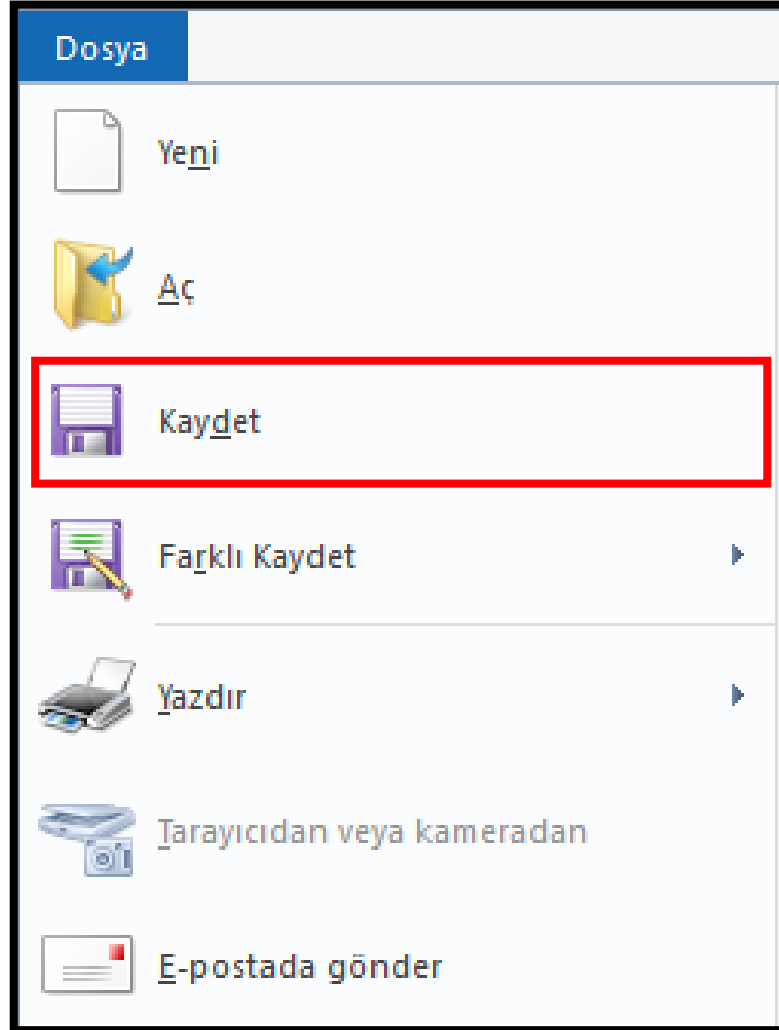 Dosya
Yeni
Aç
Kaydet
Farklı Kaydet
Yazdır
Tarayıcıdan veya kameradan
E-postada gönder